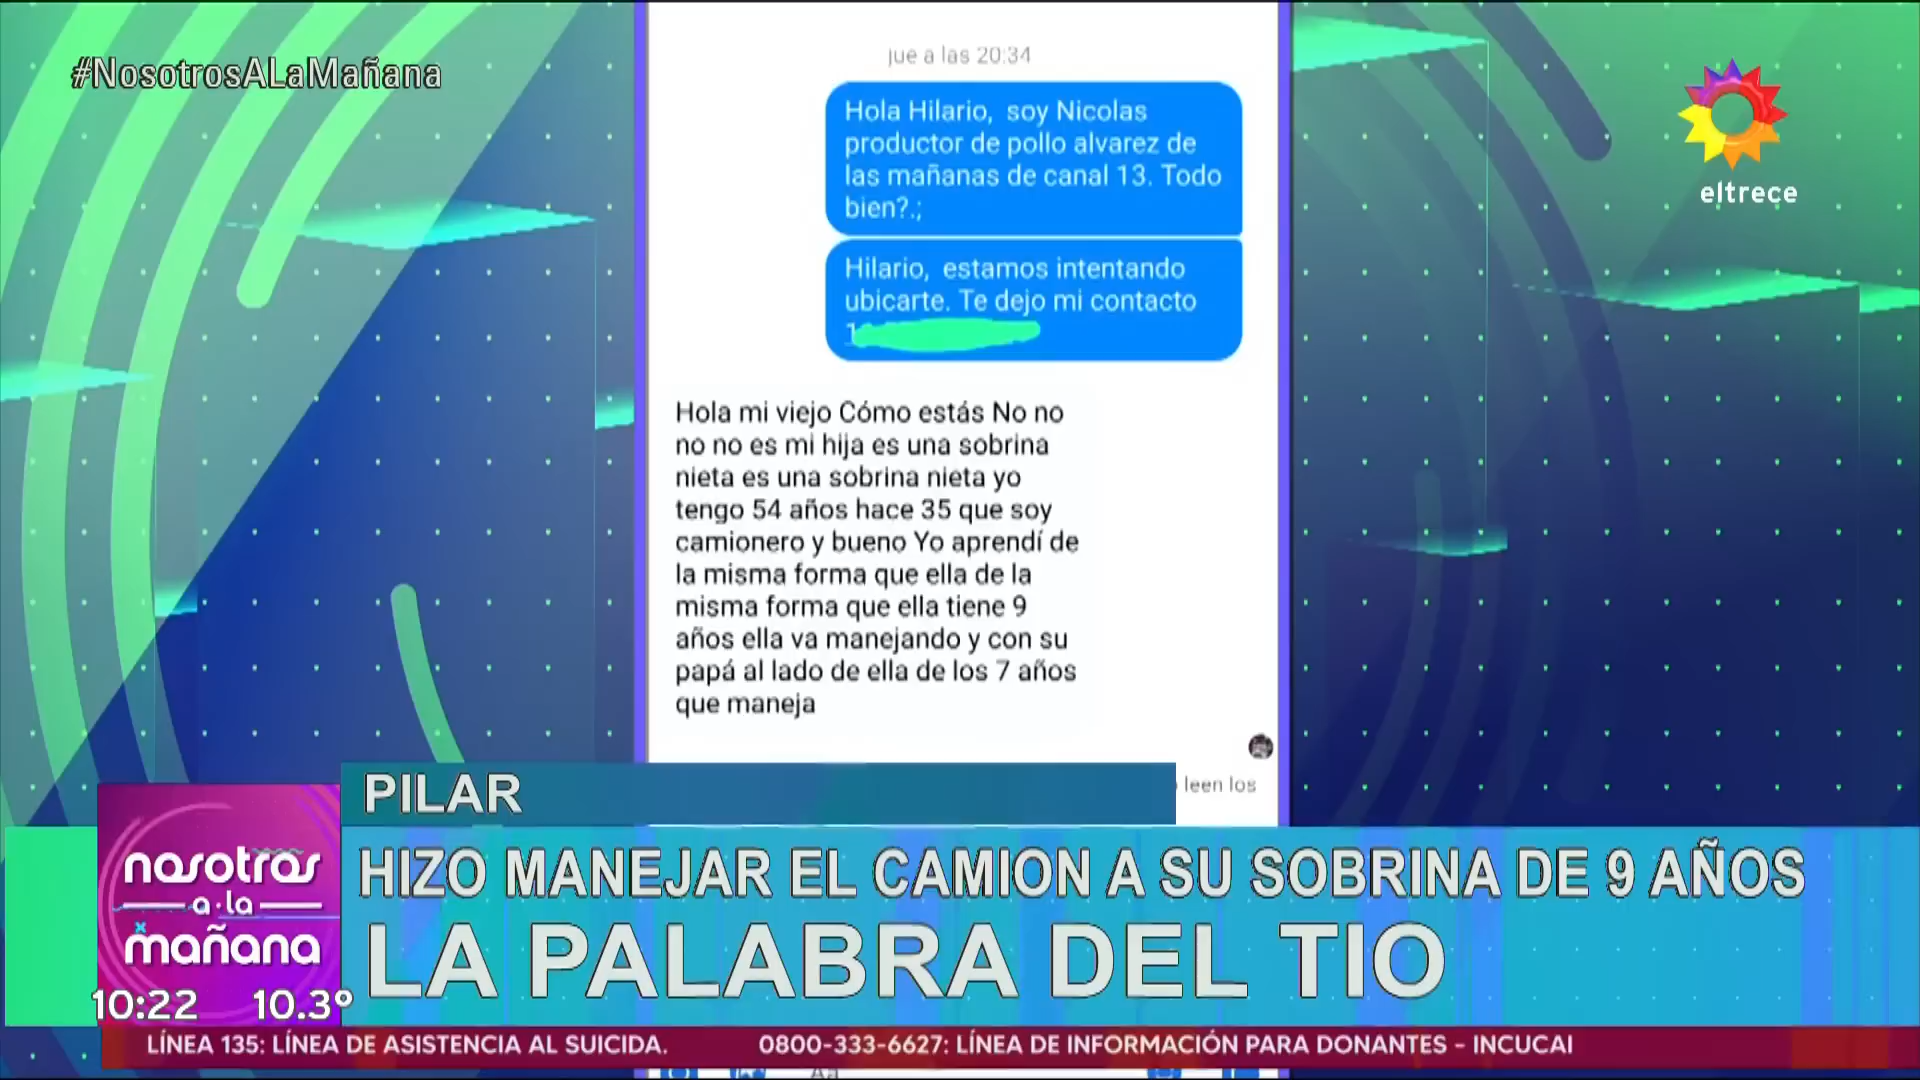 #NosotrosALaMañana
eltrece
jue a las 20:34
Hola Hilario, soy Nicolas
productor de pollo alvarez de
las mañanas de canal 13. Todo
bien?.;
Hilario, estamos intentando
ubicarte. Te dejo mi contacto
1
Hola mi viejo Cómo estás No no
no no es mi hija es una sobrina
nieta es una sobrina nieta yo
tengo 54 años hace 35 que soy
camionero y bueno Yo aprendí de
la misma forma que ella de la
misma forma que ella tiene 9
años ella va manejando y con su
papá al lado de ella de los 7 años
que maneja
leen los
PILAR
HIZO MANEJAR EL CAMION A SU SOBRINA DE 9 AÑOS
LA PALABRA DEL TIO
nosotros
a la
mañana
10:22 10.3°
LÍNEA 135: LÍNEA DE ASISTENCIA AL SUICIDA. 0800-333-6627: LÍNEA DE INFORMACIÓN PARA DONANTES - INCUCAI
Aa